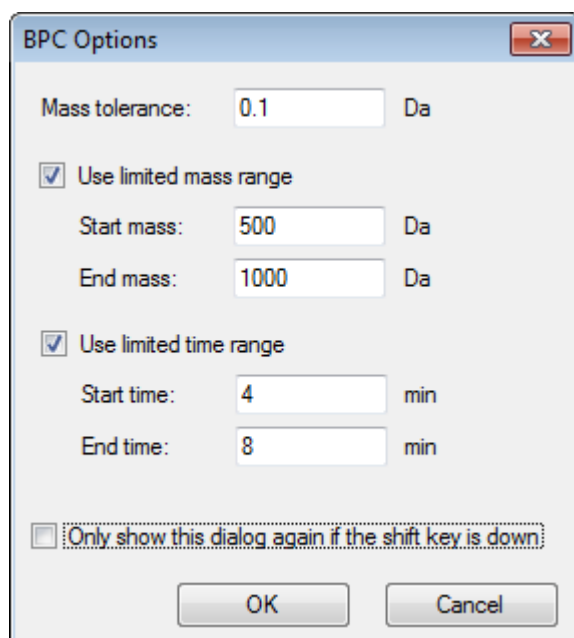 BPC Options
Mass tolerance: 0.1 Da
Use limited mass range
Start mass: 500 Da
End mass: 1000 Da
Use limited time range
Start time: 4 min
End time: 8 min
Only show this dialog again if the shift key is down
OK Cancel